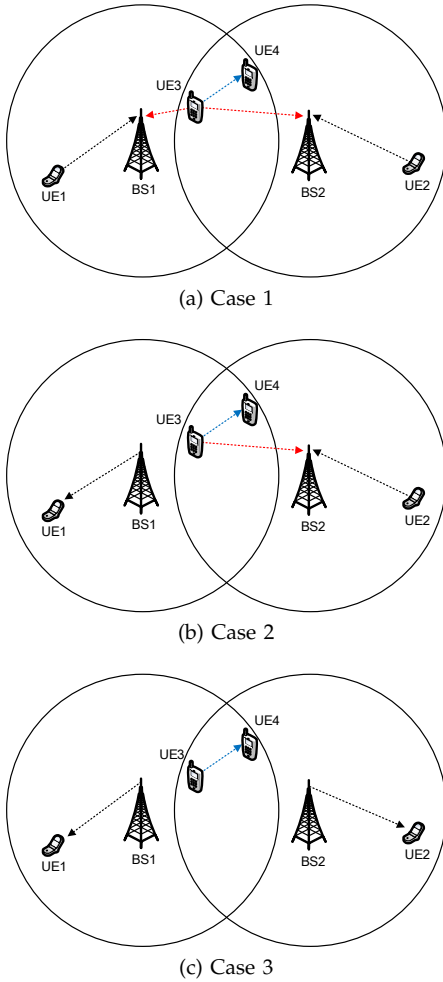 UE4
UE3
UE1
BS1
BS2
UE2
(a) Case 1
UE4
UE3
UE1
BS1
BS2
UE2
(b) Case 2
UE4
UE3
UE1
BS1
BS2
UE2
(c) Case 3